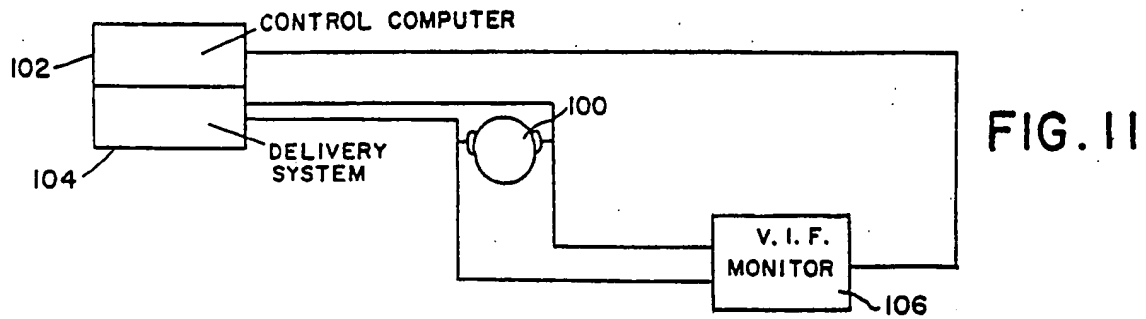 CONTROL COMPUTER
102
100
FIG. 11
DELIVERY
SYSTEM
104
V. I. F.
MONITOR
106